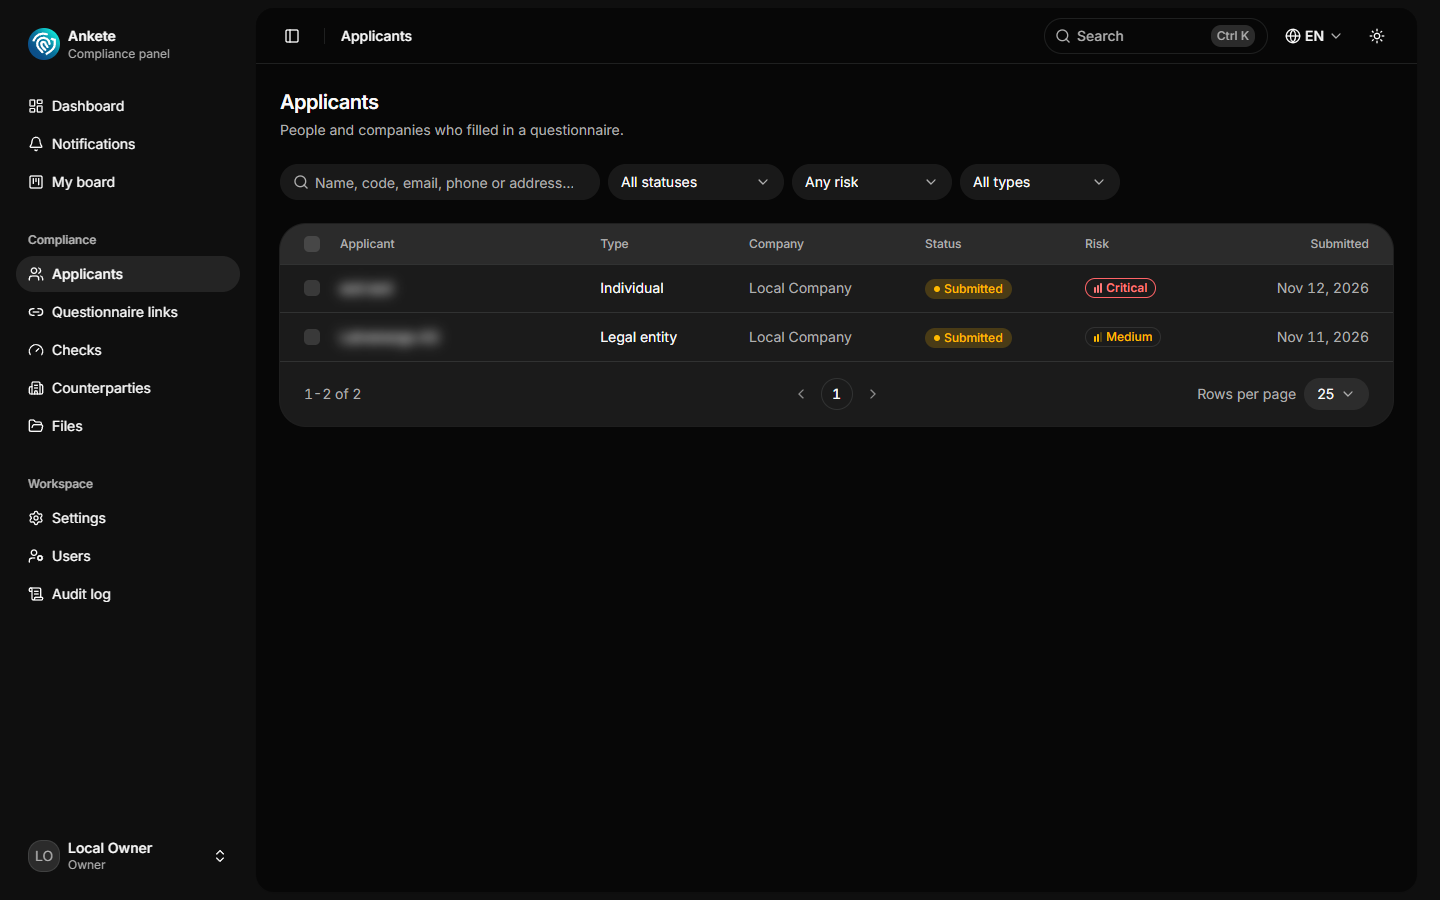 Ankete
Compliance panel
Dashboard
Notifications
My board
Compliance
Applicants
Questionnaire links
Checks
Counterparties
Files
Workspace
Settings
Users
Audit log
LO
Local Owner
Owner
Applicants
Search
Ctrl K
EN
Applicants
People and companies who filled in a questionnaire.
Name, code, email, phone or address...
All statuses
Any risk
All types
Applicant Type Company Status Risk Submitted
Individual Local Company Submitted Critical Nov 12, 2026
Legal entity Local Company Submitted Medium Nov 11, 2026
1-2 of 2
1
Rows per page 25